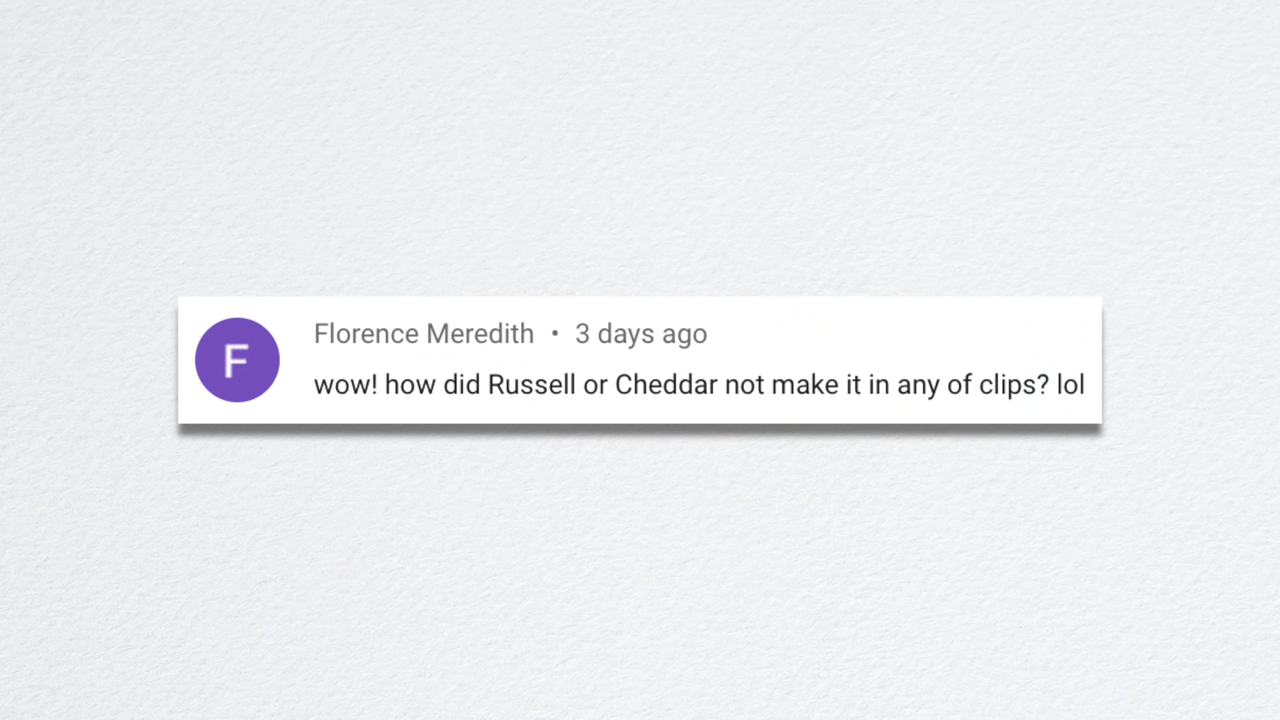 F
Florence Meredith • 3 days ago
wow! how did Russell or Cheddar not make it in any of clips? lol